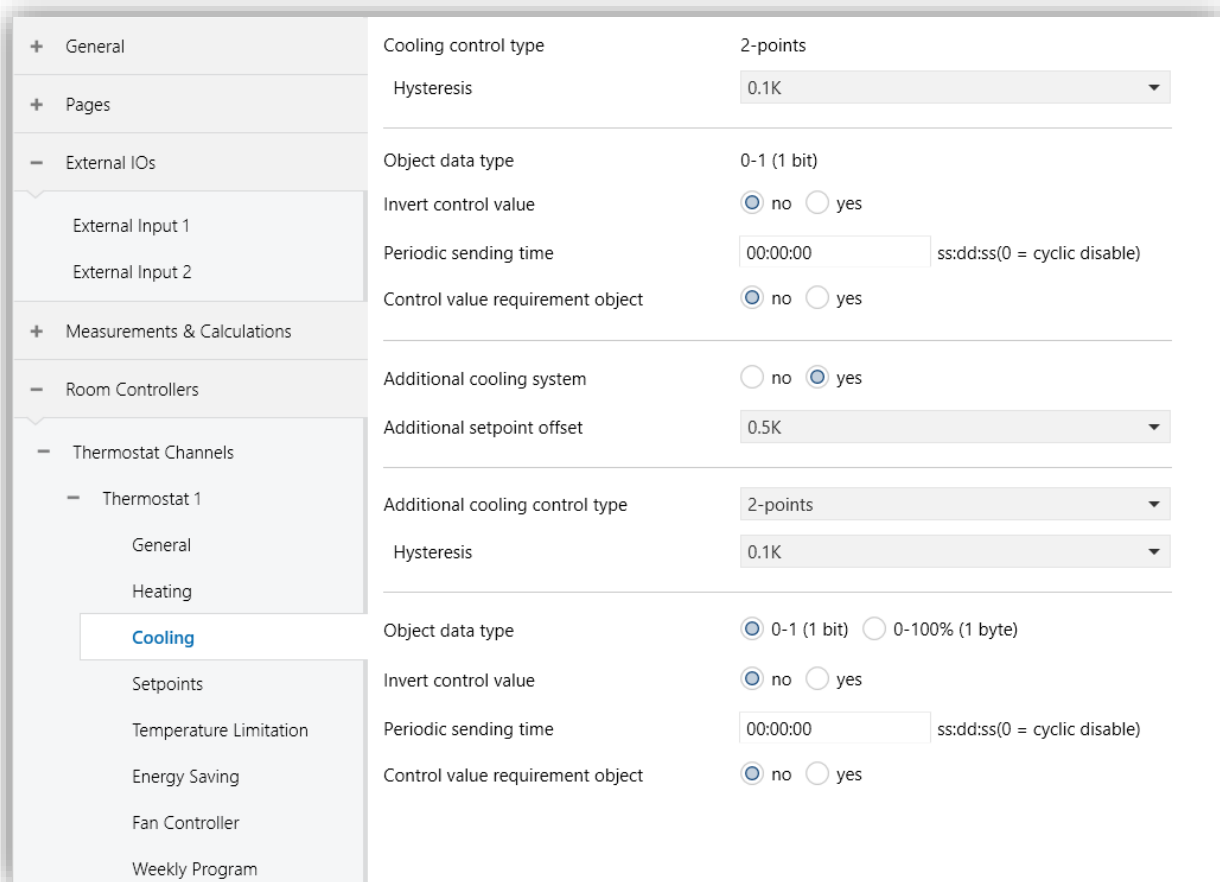 + General
+ Pages
− External IOs
External Input 1
External Input 2
+ Measurements & Calculations
− Room Controllers
− Thermostat Channels
− Thermostat 1
General
Heating
Cooling
Setpoints
Temperature Limitation
Energy Saving
Fan Controller
Weekly Program
Cooling control type 2-points
Hysteresis 0.1K
Object data type 0-1 (1 bit)
Invert control value no yes
Periodic sending time 00:00:00 ss:dd:ss(0 = cyclic disable)
Control value requirement object no yes
Additional cooling system no yes
Additional setpoint offset 0.5K
Additional cooling control type 2-points
Hysteresis 0.1K
Object data type 0-1 (1 bit) 0-100% (1 byte)
Invert control value no yes
Periodic sending time 00:00:00 ss:dd:ss(0 = cyclic disable)
Control value requirement object no yes